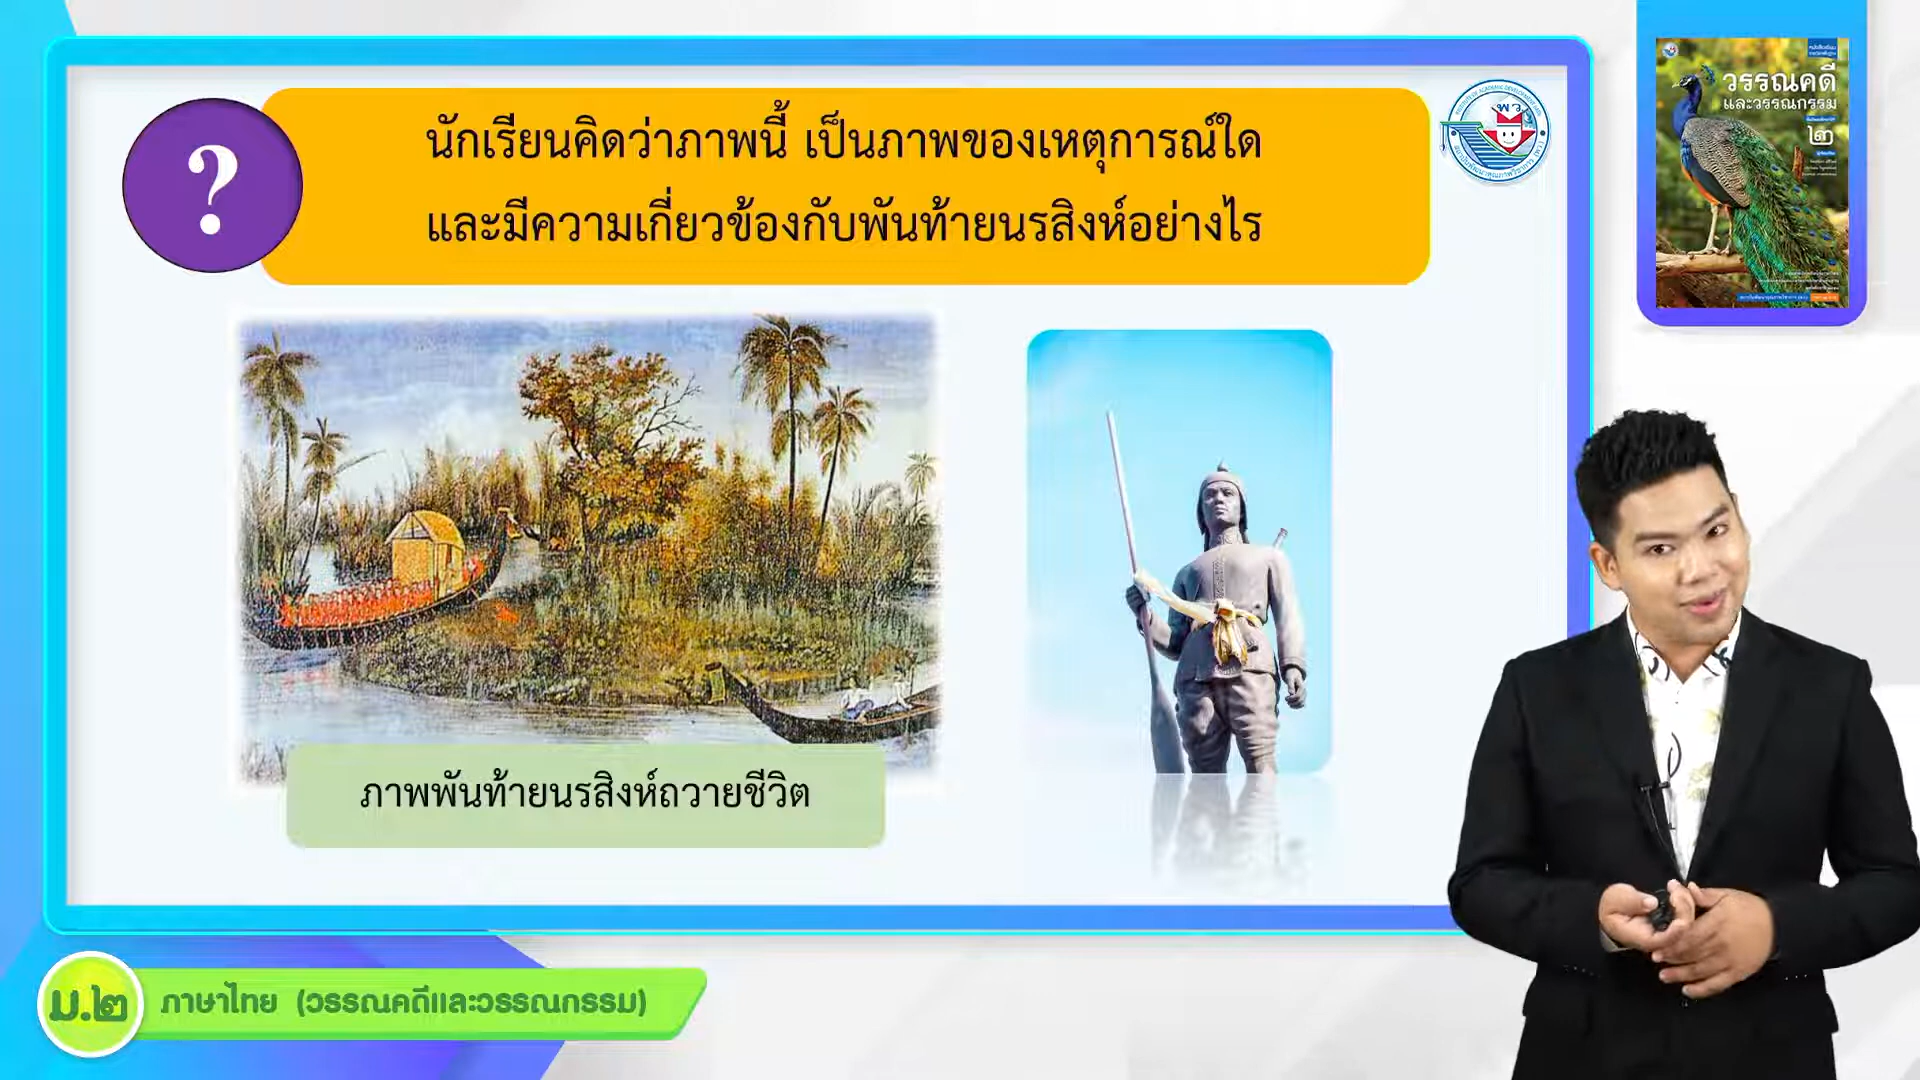 ?
นักเรียนคิดว่าภาพนี้ เป็นภาพของเหตุการณ์ใด
และมีความเกี่ยวข้องกับพันท้ายนรสิงห์อย่างไร
พว.
วรรณคดี
และวรรณกรรม
๒
ภาพพันท้ายนรสิงห์ถวายชีวิต
ม.๒
ภาษาไทย (วรรณคดีและวรรณกรรม)